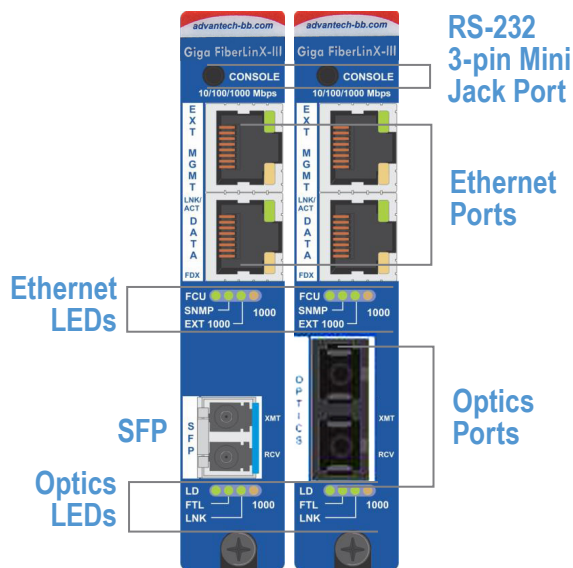 advantech-bb.com
Giga FiberLinX-III
CONSOLE
10/100/1000 Mbps
EXT MGMT
LNK/
ACT
DATA
FDX
FCU
SNMP
1000
EXT 1000
SFP
XMT
RCV
LD
FTL
1000
LNK
advantech-bb.com
Giga FiberLinX-III
CONSOLE
10/100/1000 Mbps
EXT MGMT
LNK/
ACT
DATA
FDX
FCU
SNMP
1000
EXT 1000
OPTICS
XMT
RCV
LD
FTL
1000
LNK
RS-232
3-pin Mini
Jack Port
Ethernet
Ports
Ethernet
LEDs
SFP
Optics
Ports
Optics
LEDs